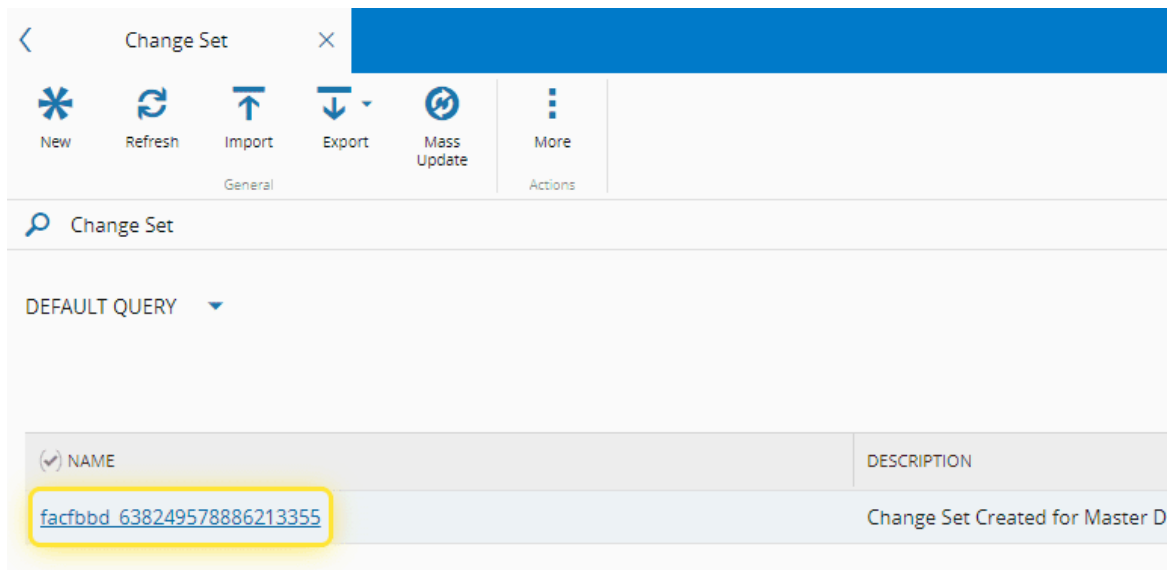 Change Set
New Refresh Import Export Mass Update More
General Actions
Change Set
DEFAULT QUERY
NAME DESCRIPTION
facfbbd_638249578886213355 Change Set Created for Master D